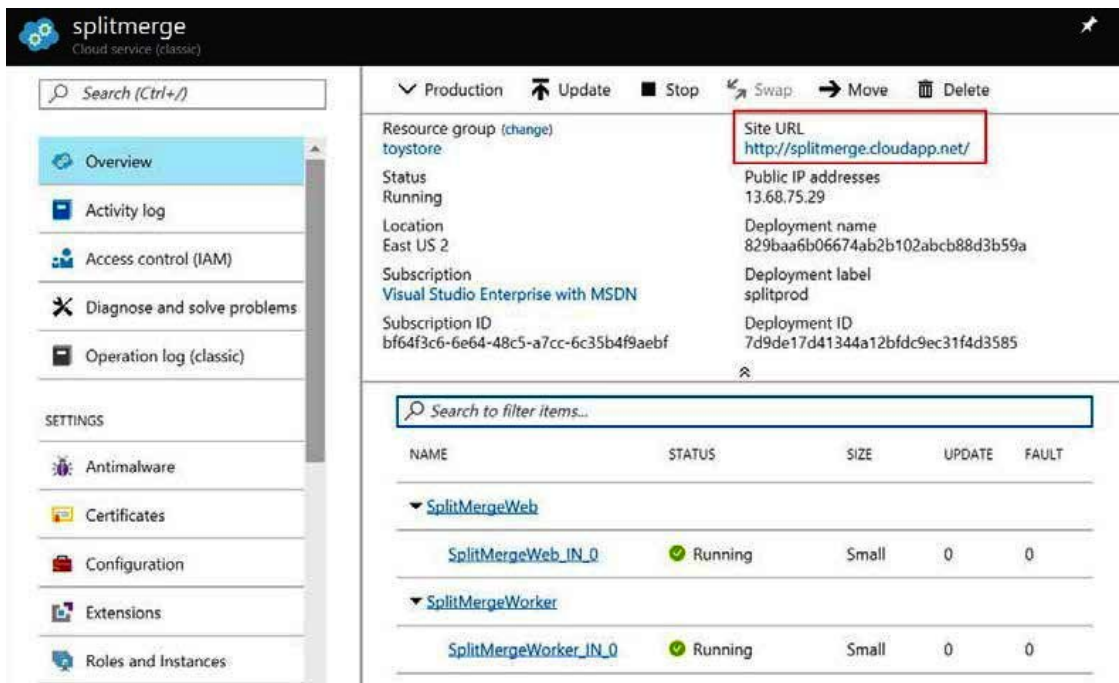 splitmerge
Cloud service (classic)
Search (Ctrl+/)
Overview
Activity log
Access control (IAM)
Diagnose and solve problems
Operation log (classic)
SETTINGS
Antimalware
Certificates
Configuration
Extensions
Roles and Instances
Production Update Stop Swap Move Delete
Resource group (change)
toystore
Status
Running
Location
East US 2
Subscription
Visual Studio Enterprise with MSDN
Subscription ID
bf64f3c6-6e64-48c5-a7cc-6c35b4f9aebf
Site URL
http://splitmerge.cloudapp.net/
Public IP addresses
13.68.75.29
Deployment name
829baa6b06674ab2b102abcb88d3b59a
Deployment label
splitprod
Deployment ID
7d9de17d41344a12bfdc9ec31f4d3585
Search to filter items...
NAME STATUS SIZE UPDATE FAULT
SplitMergeWeb
SplitMergeWeb_IN_0 Running Small 0 0
SplitMergeWorker
SplitMergeWorker_IN_0 Running Small 0 0